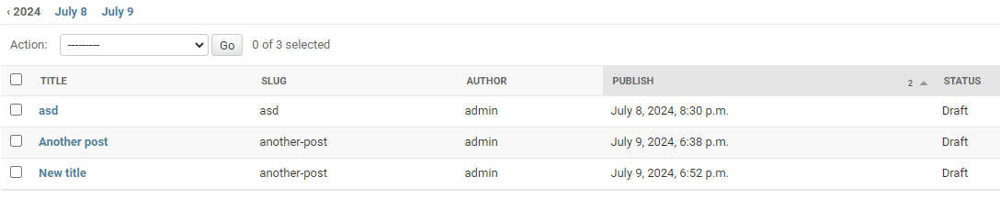 ‹ 2024 July 8 July 9
Action: --------- Go 0 of 3 selected
TITLE SLUG AUTHOR PUBLISH 2 STATUS
asd asd admin July 8, 2024, 8:30 p.m. Draft
Another post another-post admin July 9, 2024, 6:38 p.m. Draft
New title another-post admin July 9, 2024, 6:52 p.m. Draft